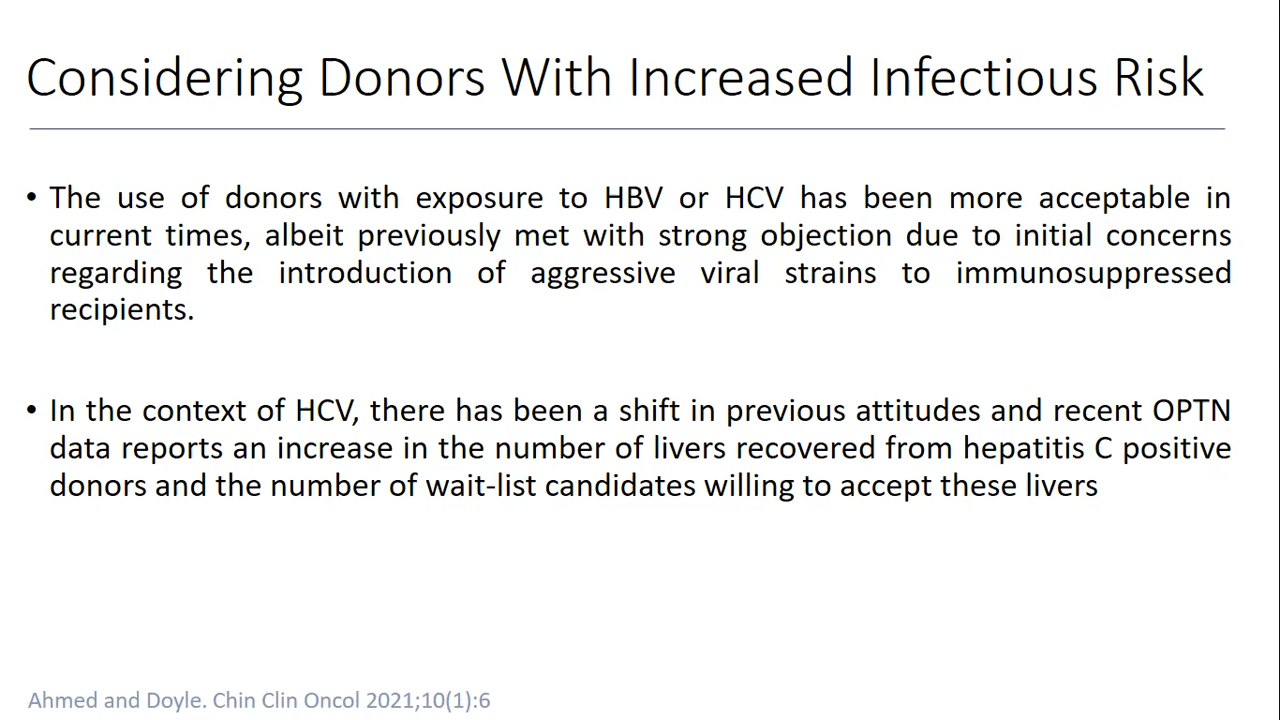 Considering Donors With Increased Infectious Risk
• The use of donors with exposure to HBV or HCV has been more acceptable in
current times, albeit previously met with strong objection due to initial concerns
regarding the introduction of aggressive viral strains to immunosuppressed
recipients.
• In the context of HCV, there has been a shift in previous attitudes and recent OPTN
data reports an increase in the number of livers recovered from hepatitis C positive
donors and the number of wait-list candidates willing to accept these livers
Ahmed and Doyle. Chin Clin Oncol 2021;10(1):6